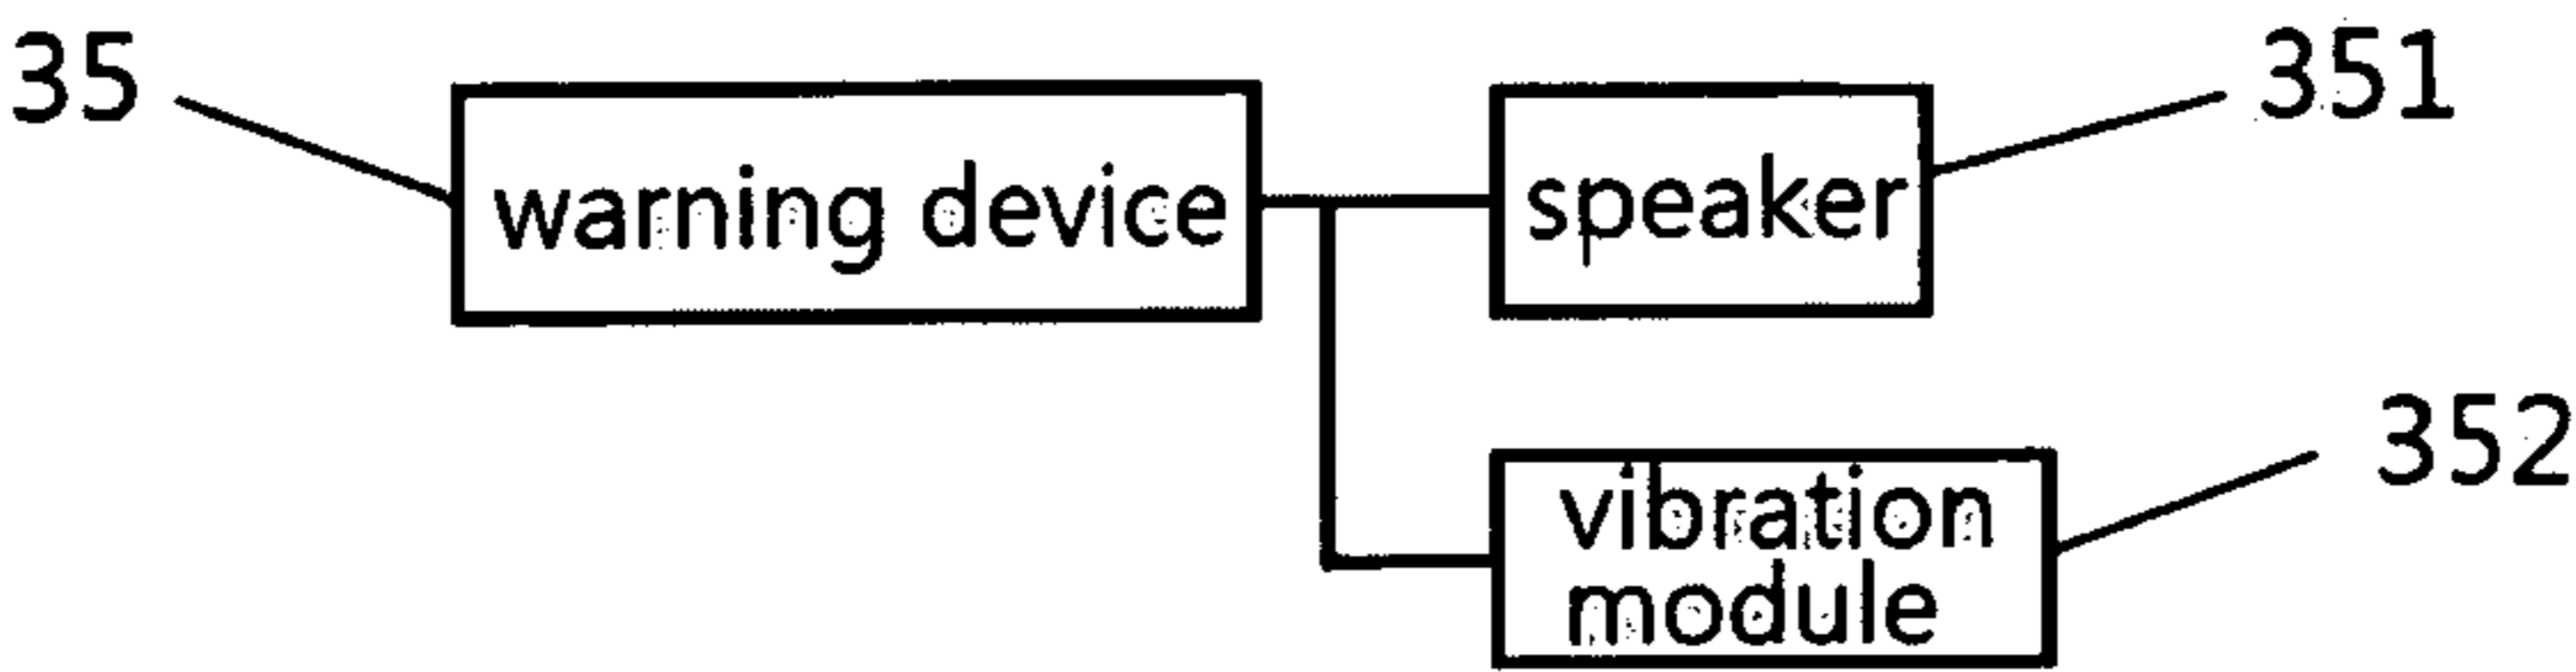 35
warning device
speaker
351
vibration
module
352